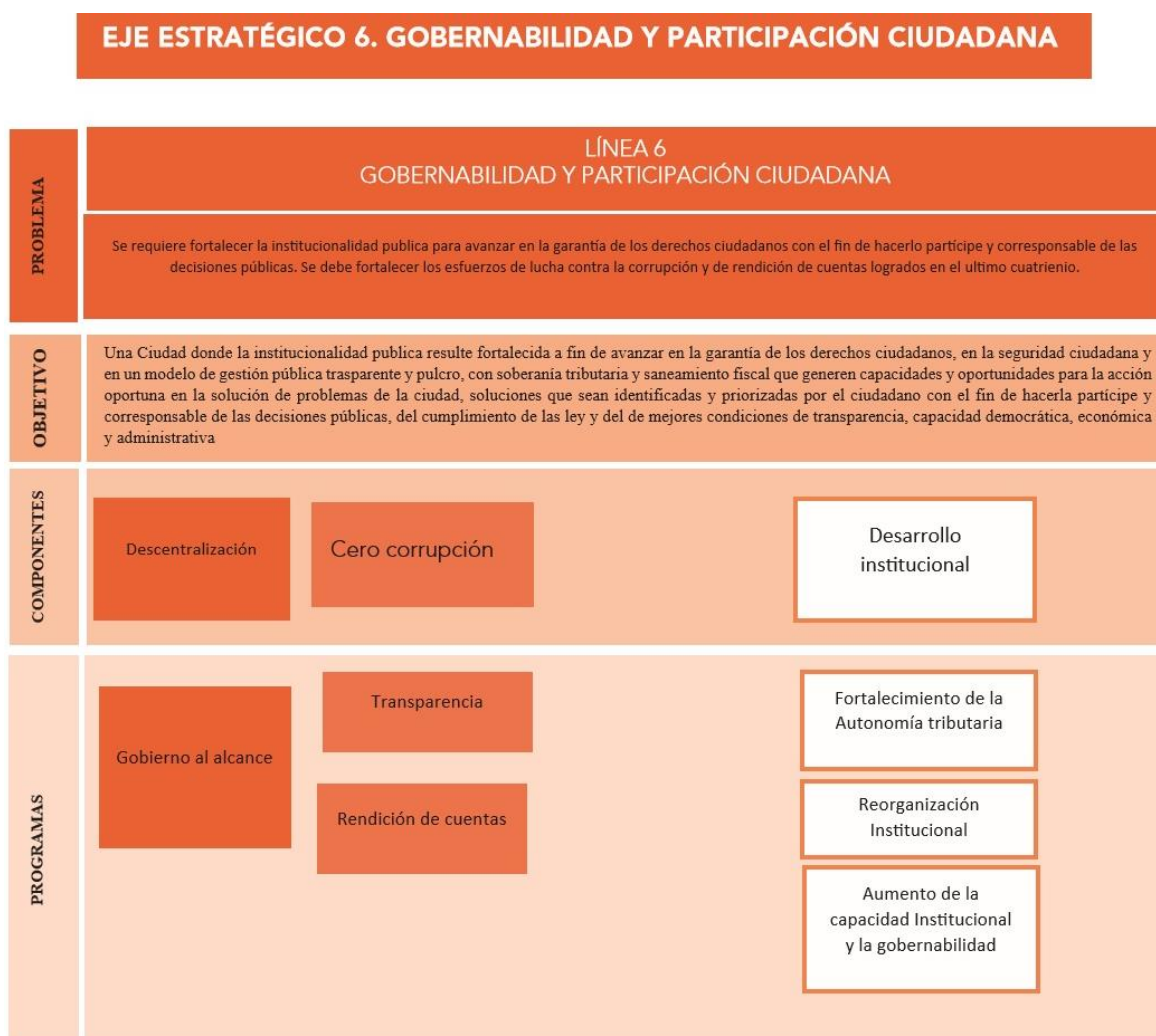 EJE ESTRATÉGICO 6. GOBERNABILIDAD Y PARTICIPACIÓN CIUDADANA
PROBLEMA
LÍNEA 6
GOBERNABILIDAD Y PARTICIPACIÓN CIUDADANA
Se requiere fortalecer la institucionalidad publica para avanzar en la garantía de los derechos ciudadanos con el fin de hacerlo partícipe y corresponsable de las
decisiones públicas. Se debe fortalecer los esfuerzos de lucha contra la corrupción y de rendición de cuentas logrados en el ultimo cuatrienio.
OBJETIVO
Una Ciudad donde la institucionalidad publica resulte fortalecida a fin de avanzar en la garantía de los derechos ciudadanos, en la seguridad ciudadana y
en un modelo de gestión pública trasparente y pulcro, con soberanía tributaria y saneamiento fiscal que generen capacidades y oportunidades para la acción
oportuna en la solución de problemas de la ciudad, soluciones que sean identificadas y priorizadas por el ciudadano con el fin de hacerla partícipe y
corresponsable de las decisiones públicas, del cumplimiento de las ley y del de mejores condiciones de transparencia, capacidad democrática, económica
y administrativa
COMPONENTES
Descentralización
Cero corrupción
Desarrollo
institucional
PROGRAMAS
Gobierno al alcance
Transparencia
Rendición de cuentas
Fortalecimiento de la
Autonomía tributaria
Reorganización
Institucional
Aumento de la
capacidad Institucional
y la gobernabilidad